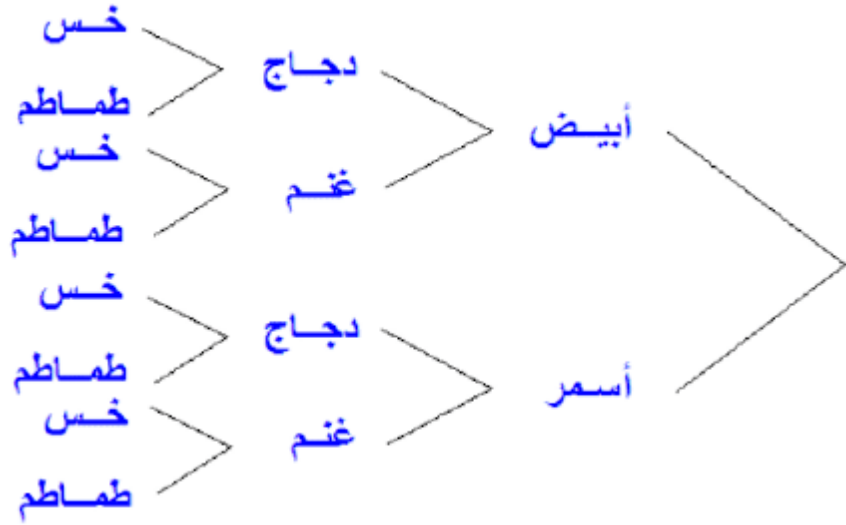 خس
دجاج
طماطم
أبيض
خس
غنم
طماطم
خس
دجاج
طماطم
أسمر
خس
غنم
طماطم